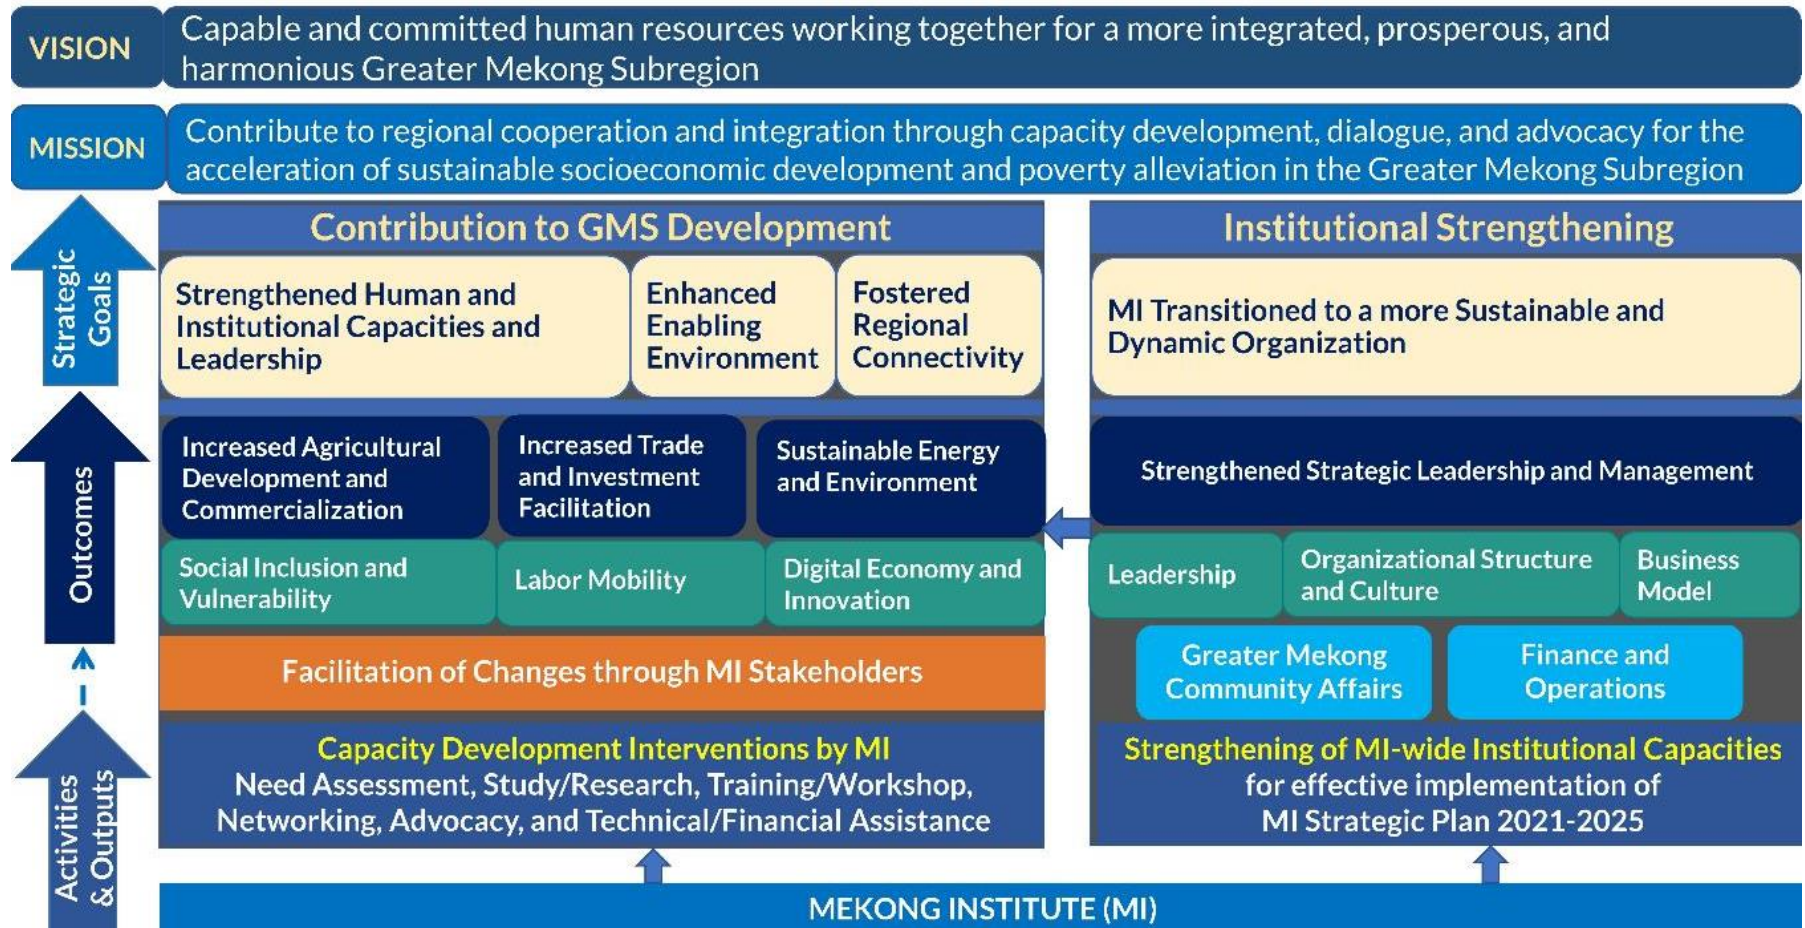 VISION
Capable and committed human resources working together for a more integrated, prosperous, and
harmonious Greater Mekong Subregion
MISSION
Contribute to regional cooperation and integration through capacity development, dialogue, and advocacy for the
acceleration of sustainable socioeconomic development and poverty alleviation in the Greater Mekong Subregion
Strategic
Goals
Contribution to GMS Development
Strengthened Human and
Institutional Capacities and
Leadership
Enhanced
Enabling
Environment
Fostered
Regional
Connectivity
Institutional Strengthening
MI Transitioned to a more Sustainable and
Dynamic Organization
Outcomes
Increased Agricultural
Development and
Commercialization
Increased Trade
and Investment
Facilitation
Sustainable Energy
and Environment
Strengthened Strategic Leadership and Management
Social Inclusion and
Vulnerability
Labor Mobility
Digital Economy and
Innovation
Leadership
Organizational Structure
and Culture
Business
Model
Facilitation of Changes through MI Stakeholders
Greater Mekong
Community Affairs
Finance and
Operations
Activities
& Outputs
Capacity Development Interventions by MI
Need Assessment, Study/Research, Training/Workshop,
Networking, Advocacy, and Technical/Financial Assistance
Strengthening of MI-wide Institutional Capacities
for effective implementation of
MI Strategic Plan 2021-2025
MEKONG INSTITUTE (MI)